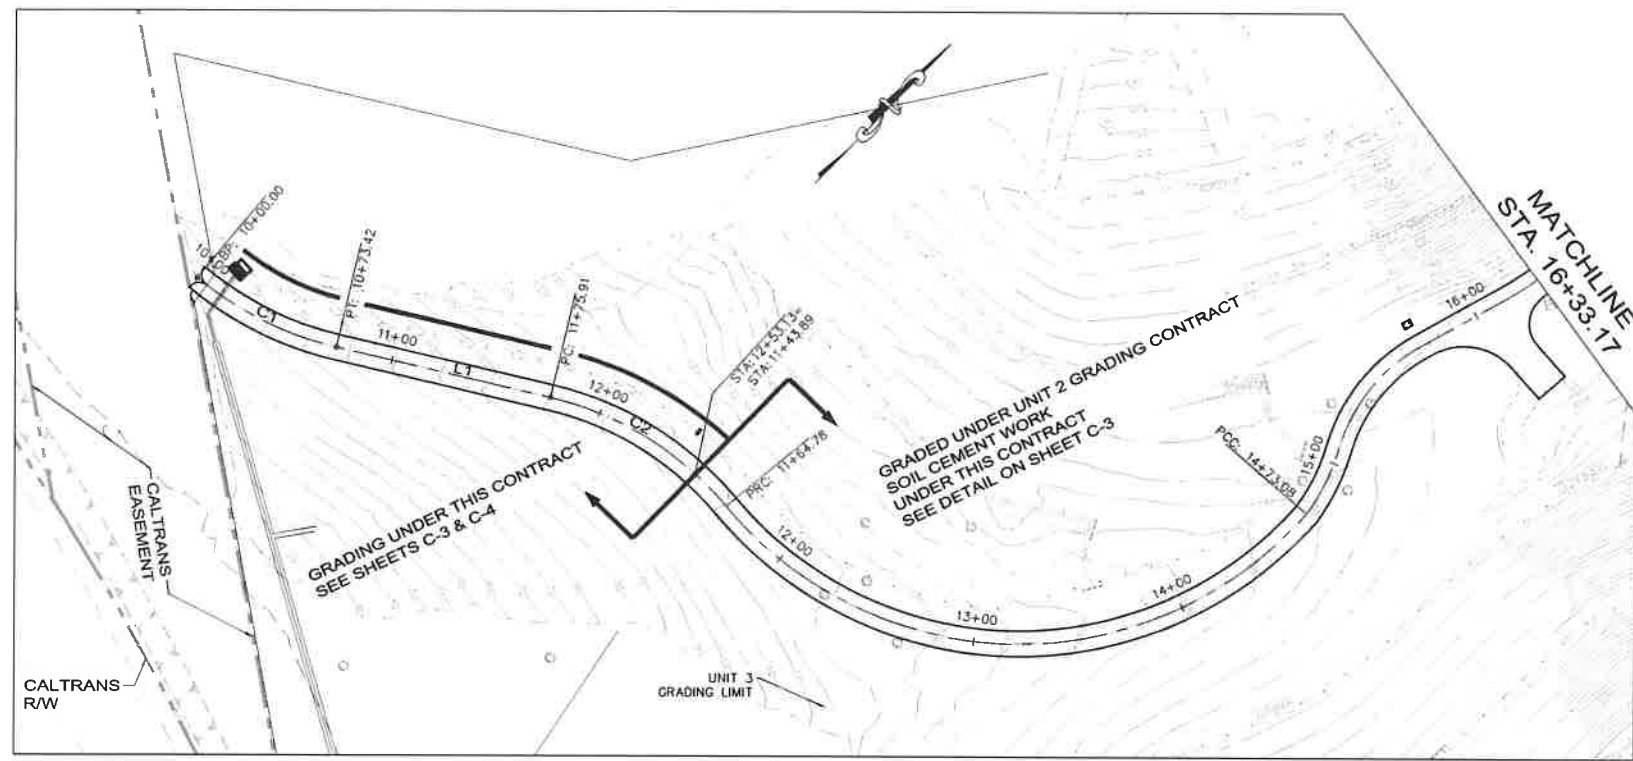 BP: 10+00.00
10+00
PT: 10+73.42
C1
11+00
L1
PC: 11+75.91
12+00
C2
STA:12+53.13=
STA:11+43.89
PRC: 11+64.78
GRADING UNDER THIS CONTRACT
SEE SHEETS C-3 & C-4
GRADED UNDER UNIT 2 GRADING CONTRACT
SOIL CEMENT WORK
UNDER THIS CONTRACT
SEE DETAIL ON SHEET C-3
12+00
13+00
14+00
PCC: 14+73.08
15+00
16+00
MATCHLINE
STA. 16+33.17
CALTRANS
EASEMENT
CALTRANS
R/W
UNIT 3
GRADING LIMIT